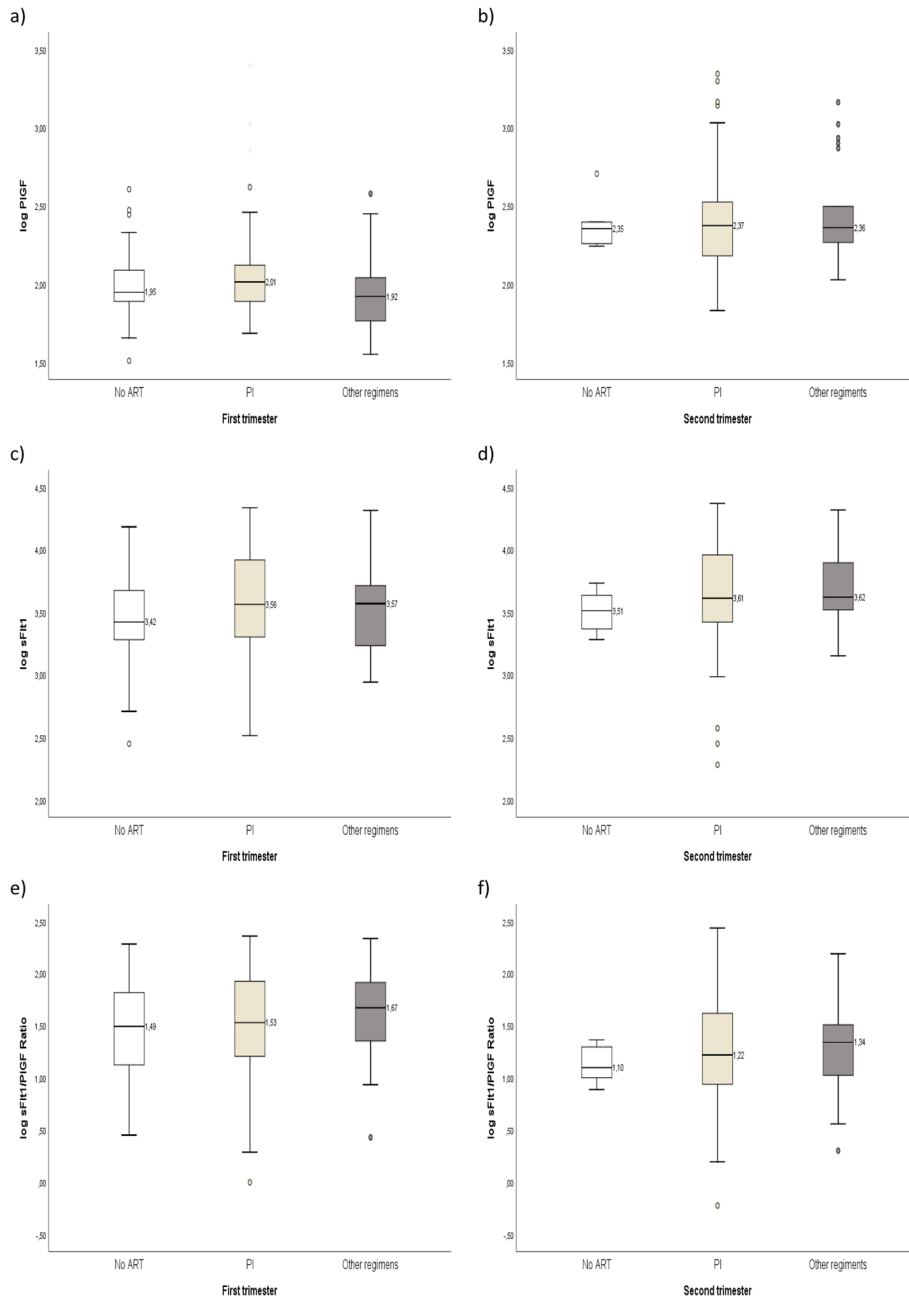 a)
3,50
3,00
2,50
2,00
1,50
log PlGF
1,95
2,01
1,92
No ART
PI
Other regimens
First trimester
b)
3,50
3,00
2,50
2,00
1,50
log PlGF
2,35
2,37
2,36
No ART
PI
Other regiments
Second trimester
c)
4,50
4,00
3,50
3,00
2,50
2,00
log sFlt1
3,42
3,56
3,57
No ART
PI
Other regimens
First trimester
d)
4,50
4,00
3,50
3,00
2,50
2,00
log sFlt1
3,51
3,61
3,62
No ART
PI
Other regiments
Second trimester
e)
2,50
2,00
1,50
1,00
,50
,00
-,50
log sFlt1/PlGF Ratio
1,49
1,53
1,67
No ART
PI
Other regimens
First trimester
f)
2,50
2,00
1,50
1,00
,50
,00
-,50
log sFlt1/PlGF Ratio
1,10
1,22
1,34
No ART
PI
Other regiments
Second trimester